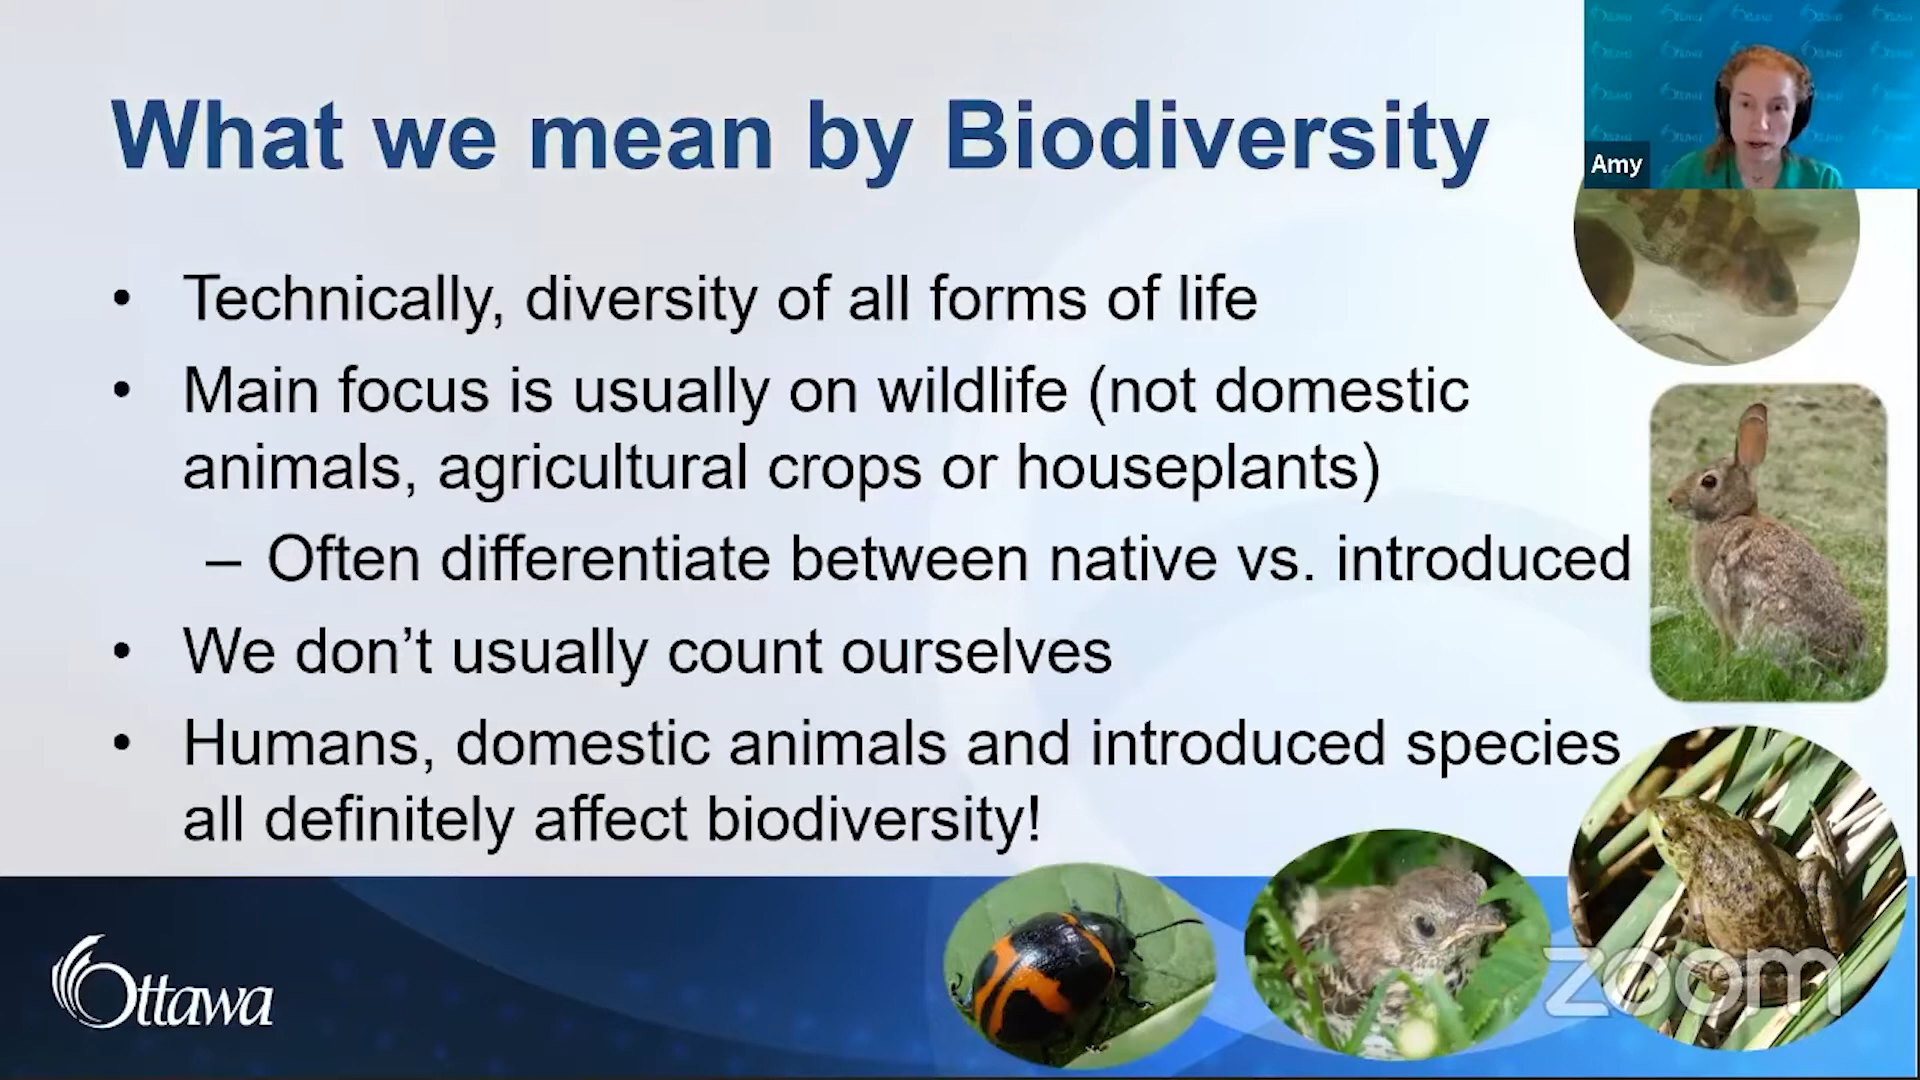 What we mean by Biodiversity
Amy
• Technically, diversity of all forms of life
• Main focus is usually on wildlife (not domestic
animals, agricultural crops or houseplants)
– Often differentiate between native vs. introduced
• We don’t usually count ourselves
• Humans, domestic animals and introduced species
all definitely affect biodiversity!
Ottawa
zoom